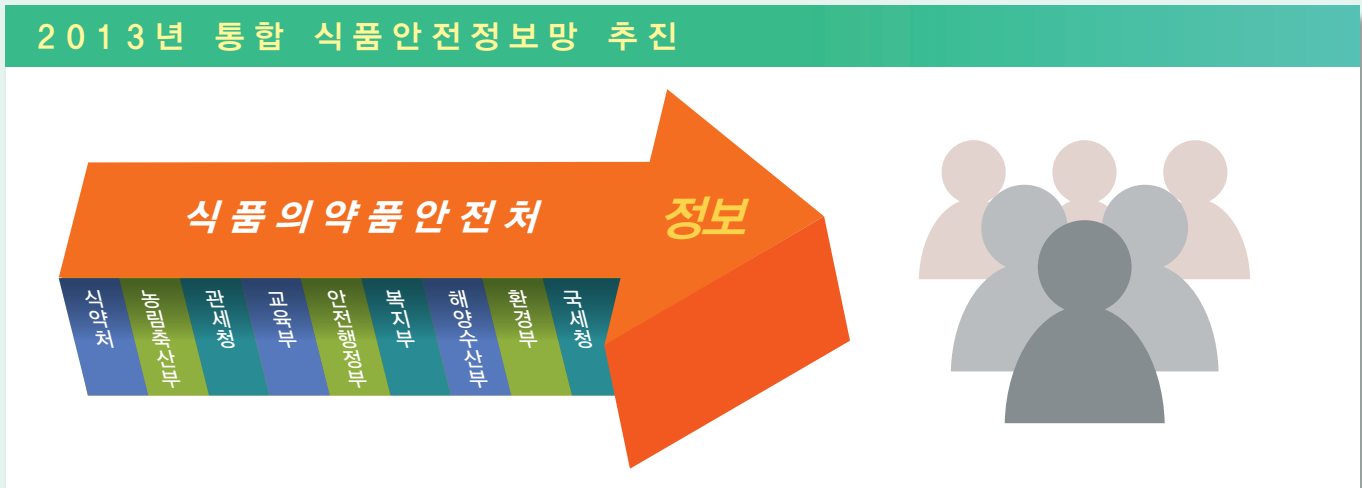 2013년 통합 식품안전정보망 추진
식품의약품안전처
정보
식약처
농림축산부
관세청
교육부
안전행정부
복지부
해양수산부
환경부
국세청